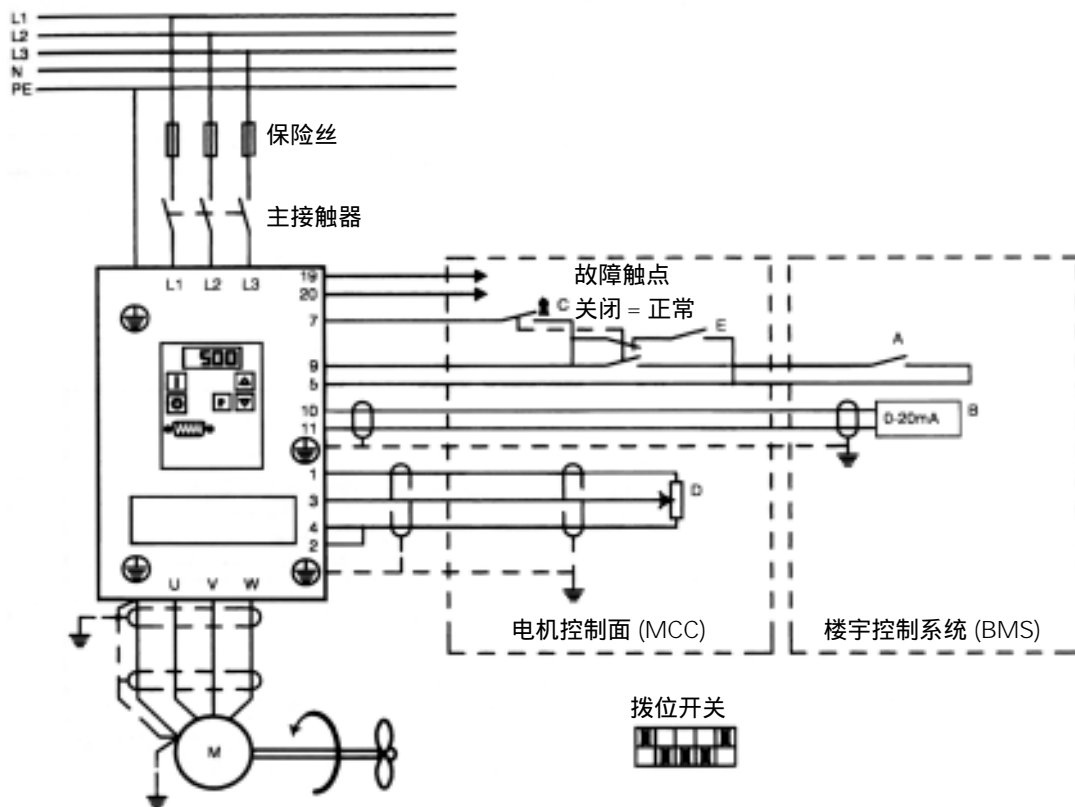 L1
L2
L3
N
PE
保险丝
主接触器
L1 L2 L3
19
20
7
9
5
10
11
1
3
4
2
500
P
故障触点
关闭 = 正常
C
E
A
0-20mA
B
D
U V W
电机控制面 (MCC)
楼宇控制系统 (BMS)
拨位开关
M